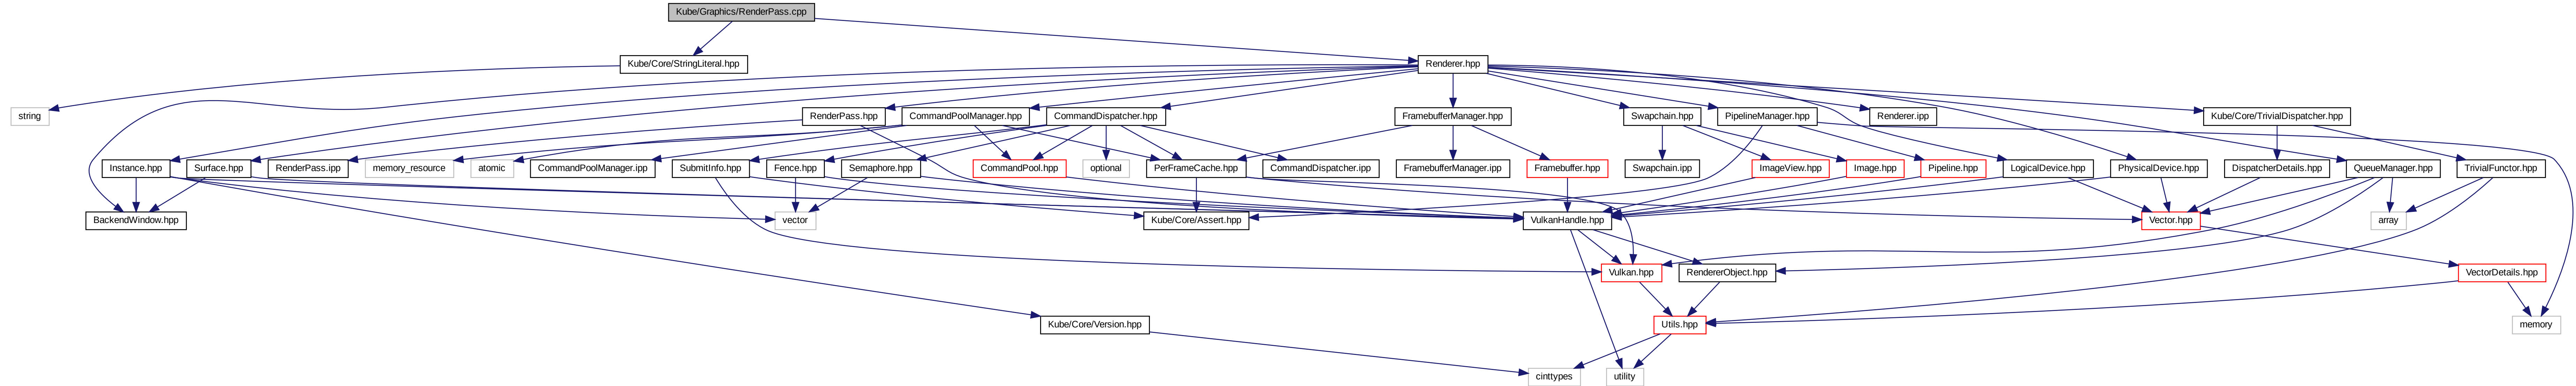 Kube/Graphics/RenderPass.cpp
Kube/Core/StringLiteral.hpp
Renderer.hpp
string
RenderPass.hpp
CommandPoolManager.hpp
CommandDispatcher.hpp
FramebufferManager.hpp
Swapchain.hpp
PipelineManager.hpp
Renderer.ipp
Kube/Core/TrivialDispatcher.hpp
Instance.hpp
Surface.hpp
RenderPass.ipp
memory_resource
atomic
CommandPoolManager.ipp
SubmitInfo.hpp
Fence.hpp
Semaphore.hpp
CommandPool.hpp
optional
PerFrameCache.hpp
CommandDispatcher.ipp
FramebufferManager.ipp
Framebuffer.hpp
Swapchain.ipp
ImageView.hpp
Image.hpp
Pipeline.hpp
LogicalDevice.hpp
PhysicalDevice.hpp
DispatcherDetails.hpp
QueueManager.hpp
TrivialFunctor.hpp
BackendWindow.hpp
vector
Kube/Core/Assert.hpp
VulkanHandle.hpp
Vector.hpp
array
Vulkan.hpp
RendererObject.hpp
VectorDetails.hpp
Kube/Core/Version.hpp
Utils.hpp
memory
cinttypes
utility